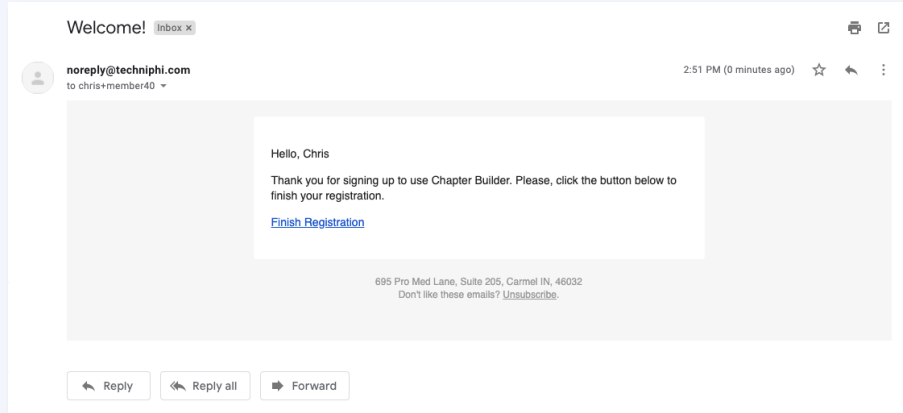 Welcome! Inbox ×
noreply@techniphi.com 2:51 PM (0 minutes ago)
to chris+member40
Hello, Chris
Thank you for signing up to use Chapter Builder. Please, click the button below to
finish your registration.
Finish Registration
695 Pro Med Lane, Suite 205, Carmel IN, 46032
Don't like these emails? Unsubscribe.
Reply Reply all Forward